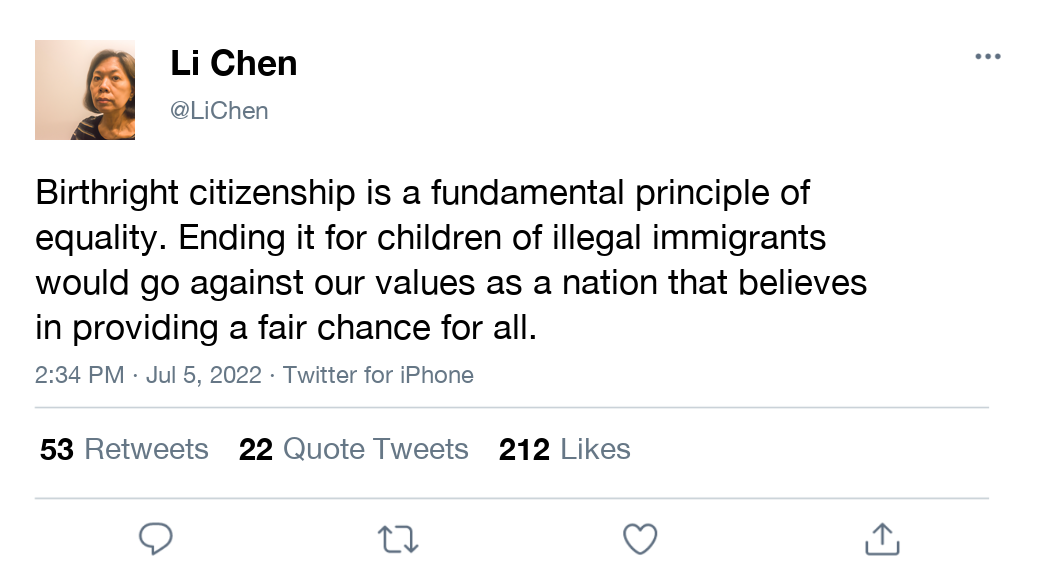 Li Chen
@LiChen
Birthright citizenship is a fundamental principle of
equality. Ending it for children of illegal immigrants
would go against our values as a nation that believes
in providing a fair chance for all.
2:34 PM · Jul 5, 2022 · Twitter for iPhone
53 Retweets 22 Quote Tweets 212 Likes